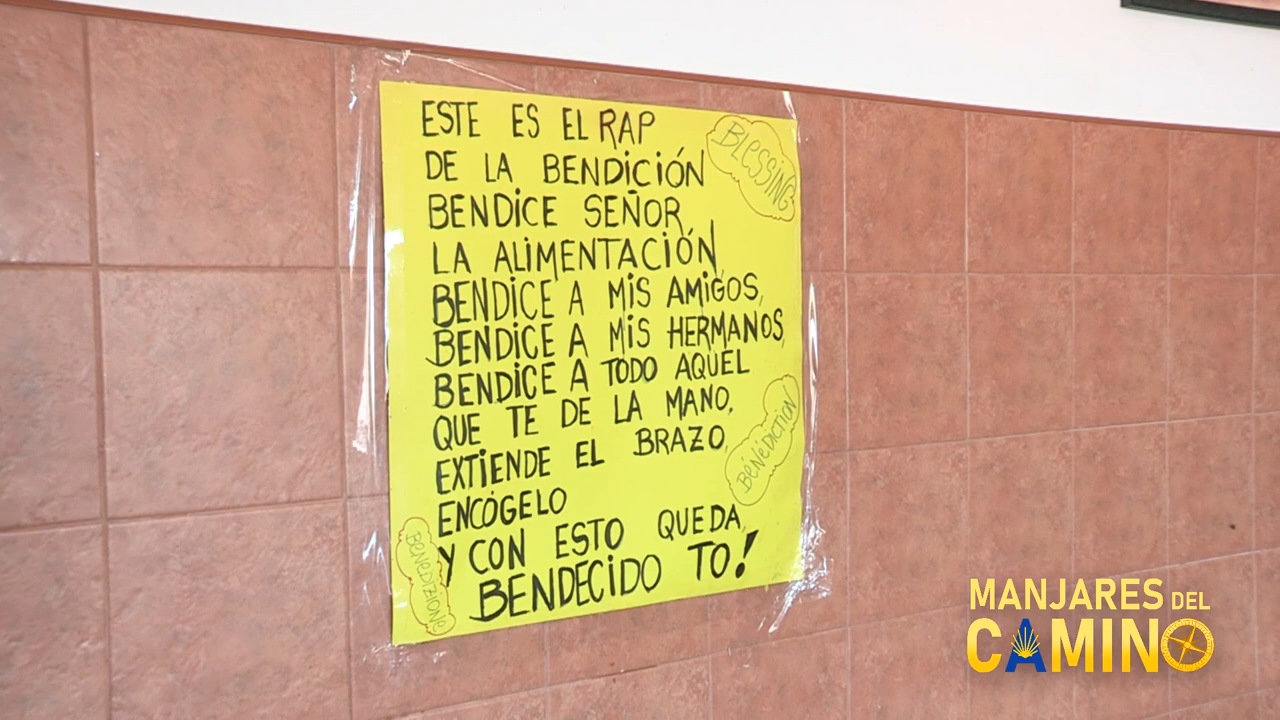 ESTE ES EL RAP
DE LA BENDICIÓN
BENDICE SEÑOR,
LA ALIMENTACIÓN,
BENDICE A MIS AMIGOS,
BENDICE A MIS HERMANOS,
BENDICE A TODO AQUEL
QUE TE DE LA MANO,
EXTIENDE EL BRAZO,
ENCÓGELO
Y CON ESTO QUEDA,
BENDECIDO TO!
BLESSING
BÉNÉDICTION
BENEDIZIONE
MANJARES DEL
CAMINO